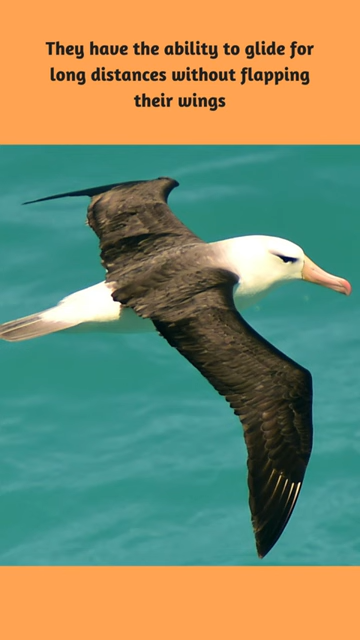 They have the ability to glide for
long distances without flapping
their wings